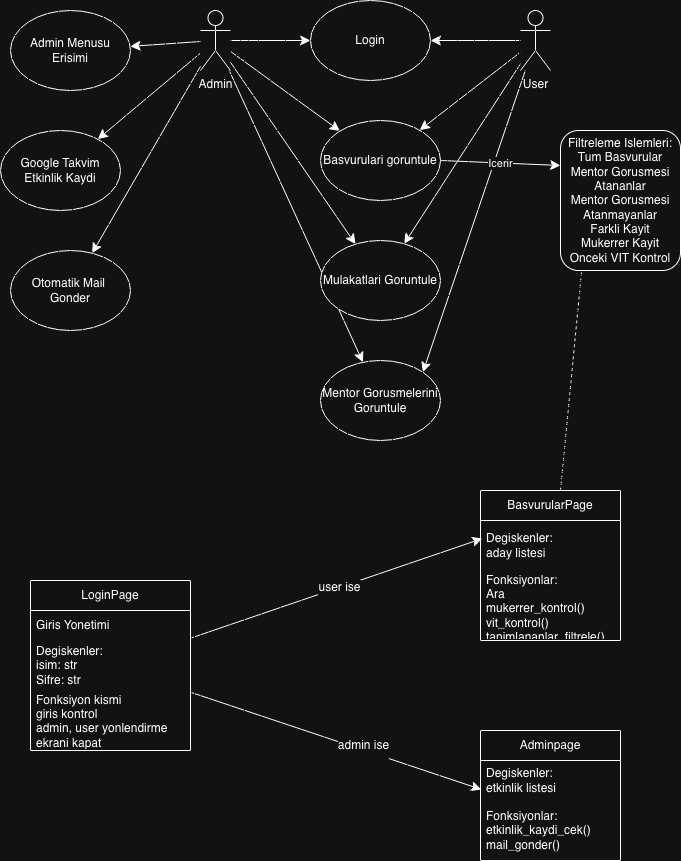 Admin Menusu
Erisimi
Login
Admin
User
Google Takvim
Etkinlik Kaydi
Basvurulari goruntule
Icerir
Filtreleme Islemleri:
Tum Basvurular
Mentor Gorusmesi
Atananlar
Mentor Gorusmesi
Atanmayanlar
Farkli Kayit
Mukerrer Kayit
Onceki VIT Kontrol
Otomatik Mail
Gonder
Mulakatlari Goruntule
Mentor Gorusmelerini
Goruntule
BasvurularPage
Degiskenler:
aday listesi
Fonksiyonlar:
Ara
mukerrer_kontrol()
vit_kontrol()
tanimlananlar_filtrele()
LoginPage
Giris Yonetimi
Degiskenler:
isim: str
Sifre: str
Fonksiyon kismi
giris kontrol
admin, user yonlendirme
ekrani kapat
user ise
admin ise
Adminpage
Degiskenler:
etkinlik listesi
Fonksiyonlar:
etkinlik_kaydi_cek()
mail_gonder()